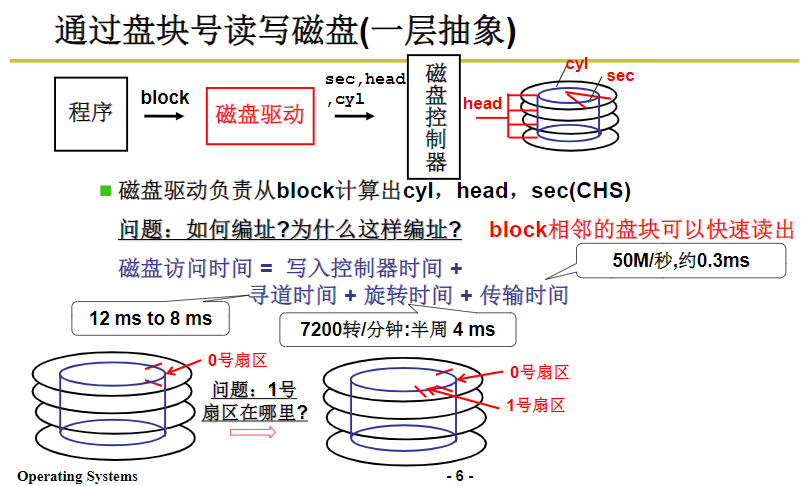 通过盘块号读写磁盘(一层抽象)
程序
block
磁盘驱动
sec,head
,cyl
磁盘控制器
head
cyl
sec
磁盘驱动负责从block计算出cyl，head，sec(CHS)
问题：如何编址?为什么这样编址?
block相邻的盘块可以快速读出
磁盘访问时间 = 写入控制器时间 +
寻道时间 + 旋转时间 + 传输时间
50M/秒,约0.3ms
12 ms to 8 ms
7200转/分钟:半周 4 ms
0号扇区
问题：1号
扇区在哪里?
0号扇区
1号扇区
Operating Systems
- 6 -